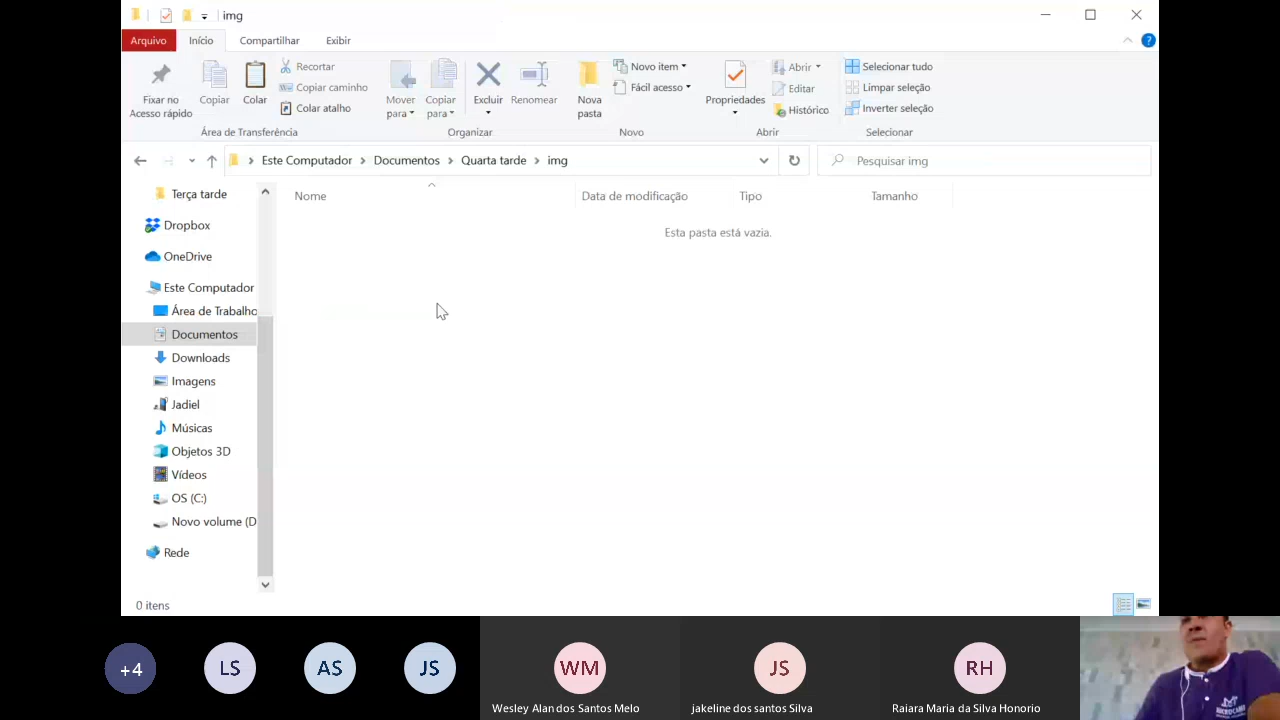 img
Arquivo
Início
Compartilhar
Exibir
?
Fixar no
Acesso rápido
Copiar
Colar
Recortar
Copiar caminho
Colar atalho
Área de Transferência
Mover
para
Copiar
para
Excluir
Renomear
Organizar
Nova
pasta
Novo item
Fácil acesso
Novo
Propriedades
Abrir
Editar
Histórico
Abrir
Selecionar tudo
Limpar seleção
Inverter seleção
Selecionar
Este Computador > Documentos > Quarta tarde > img
Pesquisar img
Terça tarde
Dropbox
OneDrive
Este Computador
Área de Trabalho
Documentos
Downloads
Imagens
Jadiel
Músicas
Objetos 3D
Vídeos
OS (C:)
Novo volume (D
Rede
Nome
Data de modificação
Tipo
Tamanho
Esta pasta está vazia.
0 itens
+4
LS
AS
JS
WM
Wesley Alan dos Santos Melo
JS
jakeline dos santos Silva
RH
Raiara Maria da Silva Honorio